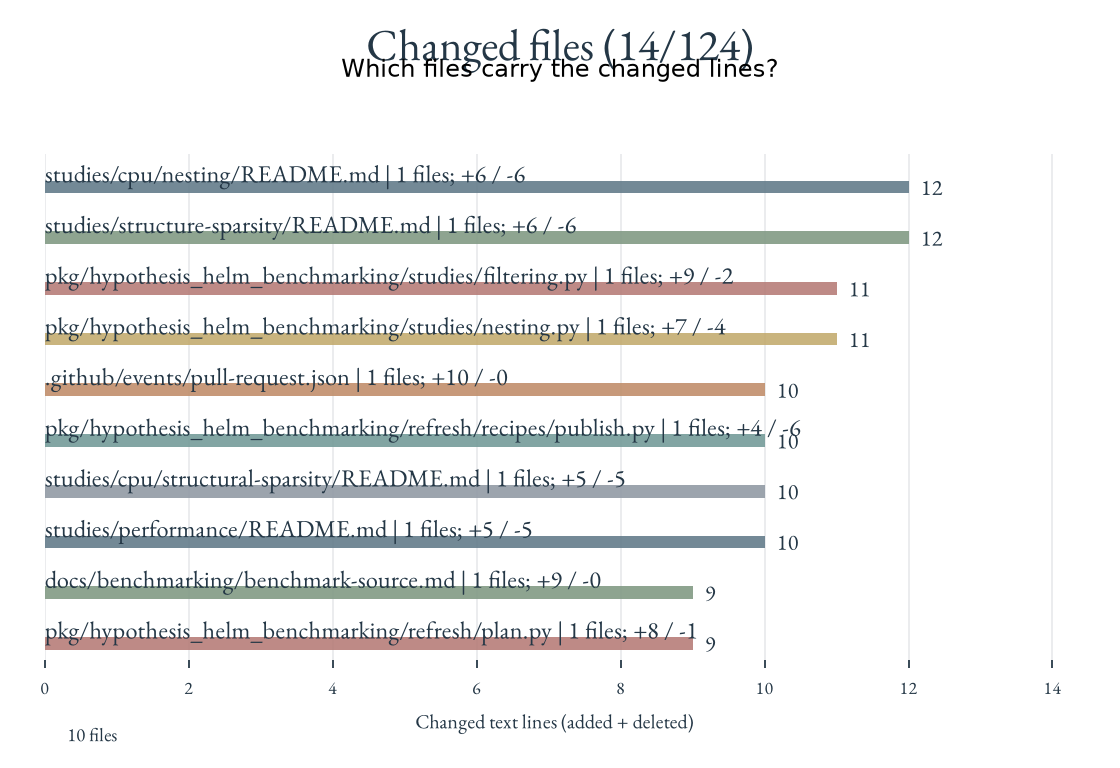 Changed files (14/124)
Which files carry the changed lines?
studies/cpu/nesting/README.md | 1 files; +6 / -6
12
studies/structure-sparsity/README.md | 1 files; +6 / -6
12
pkg/hypothesis_helm_benchmarking/studies/filtering.py | 1 files; +9 / -2
11
pkg/hypothesis_helm_benchmarking/studies/nesting.py | 1 files; +7 / -4
11
.github/events/pull-request.json | 1 files; +10 / -0
10
pkg/hypothesis_helm_benchmarking/refresh/recipes/publish.py | 1 files; +4 / -6
10
studies/cpu/structural-sparsity/README.md | 1 files; +5 / -5
10
studies/performance/README.md | 1 files; +5 / -5
10
docs/benchmarking/benchmark-source.md | 1 files; +9 / -0
9
pkg/hypothesis_helm_benchmarking/refresh/plan.py | 1 files; +8 / -1
9
0 2 4 6 8 10 12 14
Changed text lines (added + deleted)
10 files